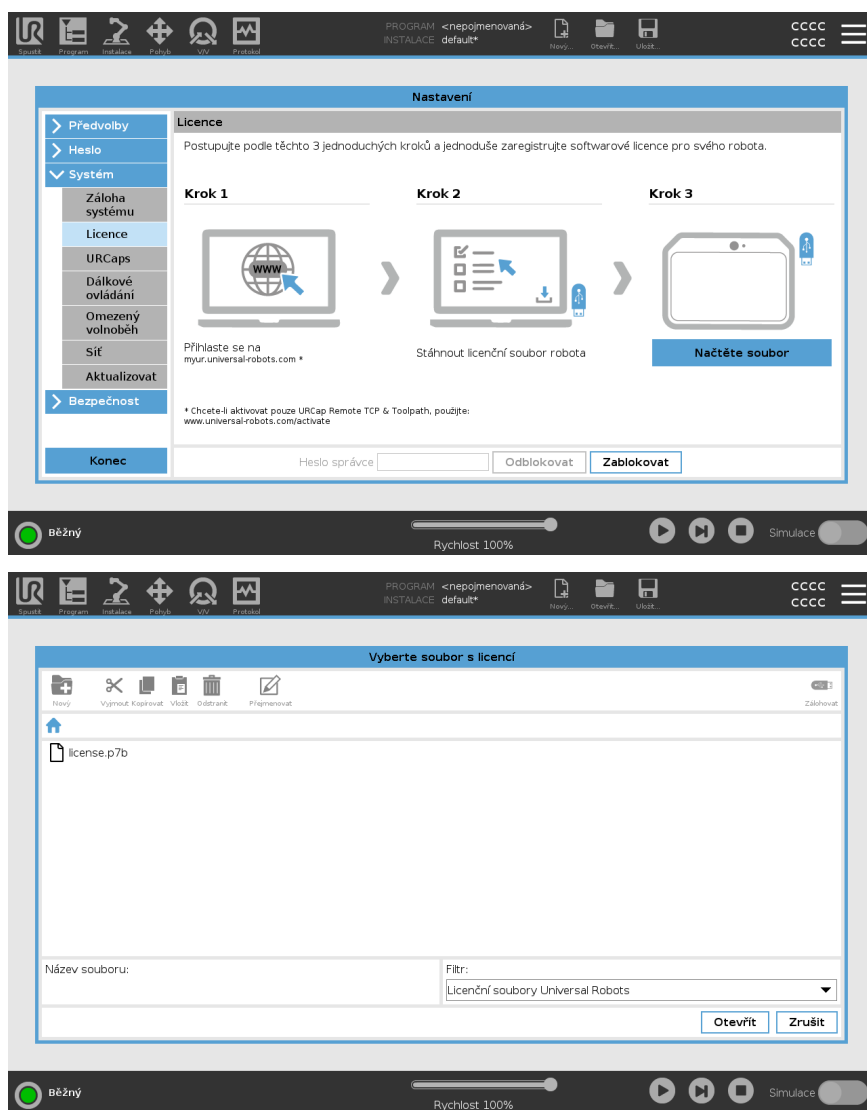 PROGRAM <nepojmenovaná>
INSTALACE default*
Spustit Program Instalace Pohyb V/V Protokol
Nový... Otevřít... Uložit...
CCCC
CCCC
Nastavení
Předvolby
Heslo
Systém
Záloha
systému
Licence
URCaps
Dálkové
ovládání
Omezený
volnoběh
Síť
Aktualizovat
Bezpečnost
Konec
Licence
Postupujte podle těchto 3 jednoduchých kroků a jednoduše zaregistrujte softwarové licence pro svého robota.
Krok 1
Krok 2
Krok 3
WWW
Přihlaste se na
myur.universal-robots.com *
Stáhnout licenční soubor robota
Načtěte soubor
* Chcete-li aktivovat pouze URCap Remote TCP & Toolpath, použijte:
www.universal-robots.com/activate
Heslo správce
Odblokovat
Zablokovat
Běžný
Rychlost 100%
Simulace
PROGRAM <nepojmenovaná>
INSTALACE default*
Spustit Program Instalace Pohyb V/V Protokol
Nový... Otevřít... Uložit...
CCCC
CCCC
Vyberte soubor s licencí
Nový Vyjmout Kopírovat Vložit Odstranit Přejmenovat
Zálohovat
license.p7b
Název souboru:
Filtr:
Licenční soubory Universal Robots
Otevřít
Zrušit
Běžný
Rychlost 100%
Simulace